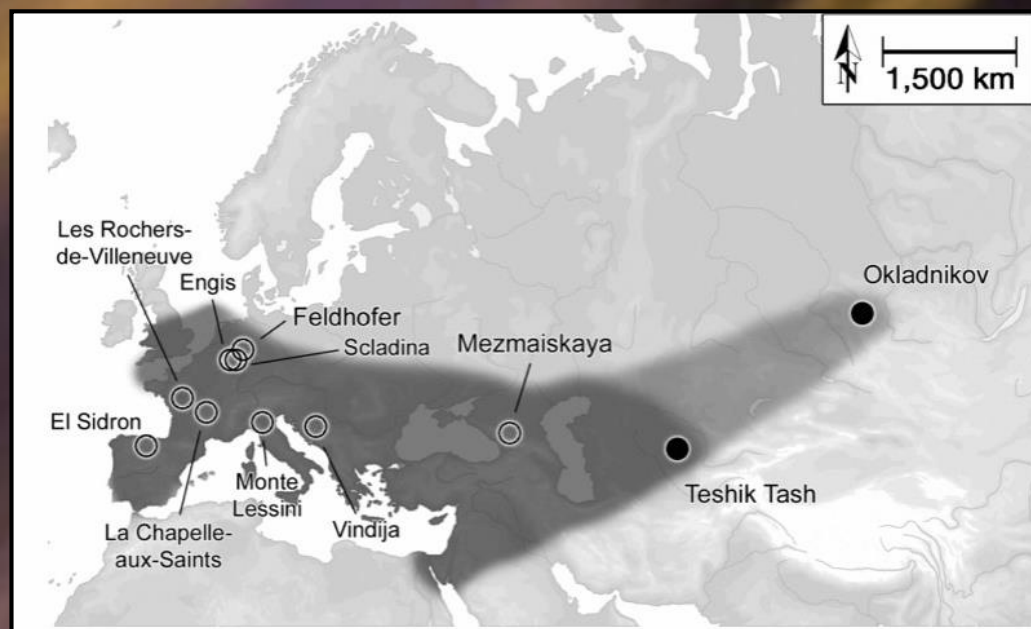 N
1,500 km
Les Rochers-
de-Villeneuve
Engis
Feldhofer
Scladina
Okladnikov
Mezmaiskaya
El Sidron
Monte
Lessini
Teshik Tash
La Chapelle-
aux-Saints
Vindija